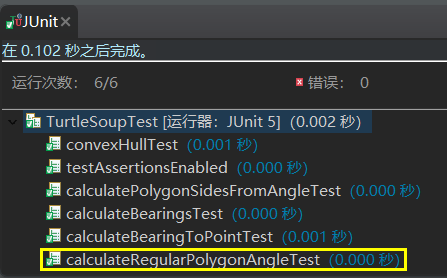 JUnit
在 0.102 秒之后完成。
运行次数： 6/6 错误： 0
TurtleSoupTest [运行器：JUnit 5] (0.002 秒)
convexHullTest (0.001 秒)
testAssertionsEnabled (0.000 秒)
calculatePolygonSidesFromAngleTest (0.000 秒)
calculateBearingsTest (0.000 秒)
calculateBearingToPointTest (0.001 秒)
calculateRegularPolygonAngleTest (0.000 秒)